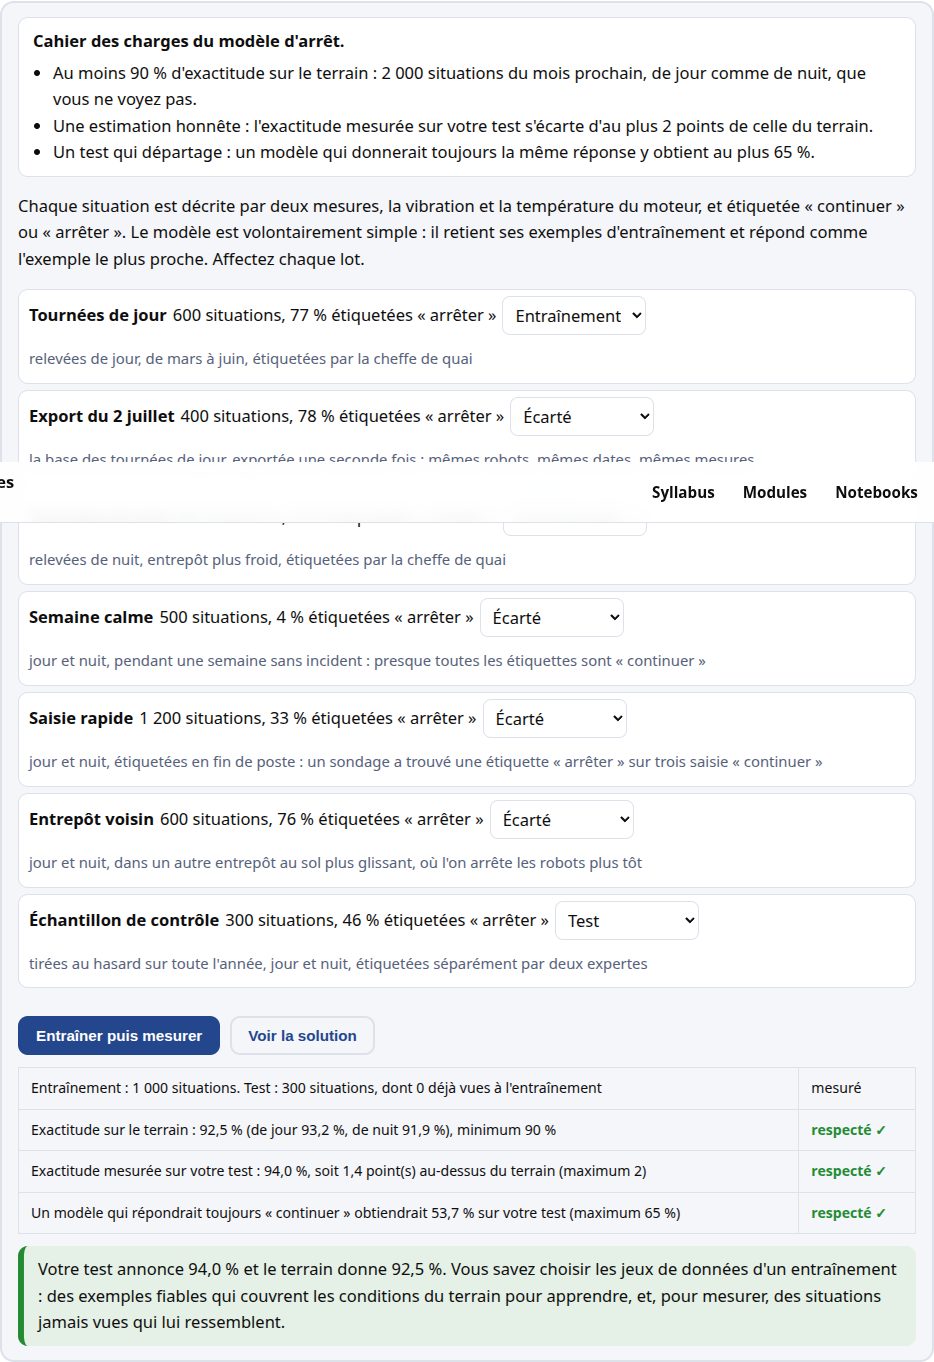 Cahier des charges du modèle d'arrêt.
• Au moins 90 % d'exactitude sur le terrain : 2 000 situations du mois prochain, de jour comme de nuit, que
vous ne voyez pas.
• Une estimation honnête : l'exactitude mesurée sur votre test s'écarte d'au plus 2 points de celle du terrain.
• Un test qui départage : un modèle qui donnerait toujours la même réponse y obtient au plus 65 %.
Chaque situation est décrite par deux mesures, la vibration et la température du moteur, et étiquetée « continuer »
ou « arrêter ». Le modèle est volontairement simple : il retient ses exemples d'entraînement et répond comme
l'exemple le plus proche. Affectez chaque lot.
Tournées de jour 600 situations, 77 % étiquetées « arrêter » Entraînement
relevées de jour, de mars à juin, étiquetées par la cheffe de quai
Export du 2 juillet 400 situations, 78 % étiquetées « arrêter » Écarté
la base des tournées de jour, exportée une seconde fois : mêmes robots, mêmes dates, mêmes mesures
es
Syllabus Modules Notebooks
relevées de nuit, entrepôt plus froid, étiquetées par la cheffe de quai
Semaine calme 500 situations, 4 % étiquetées « arrêter » Écarté
jour et nuit, pendant une semaine sans incident : presque toutes les étiquettes sont « continuer »
Saisie rapide 1 200 situations, 33 % étiquetées « arrêter » Écarté
jour et nuit, étiquetées en fin de poste : un sondage a trouvé une étiquette « arrêter » sur trois saisie « continuer »
Entrepôt voisin 600 situations, 76 % étiquetées « arrêter » Écarté
jour et nuit, dans un autre entrepôt au sol plus glissant, où l'on arrête les robots plus tôt
Échantillon de contrôle 300 situations, 46 % étiquetées « arrêter » Test
tirées au hasard sur toute l'année, jour et nuit, étiquetées séparément par deux expertes
Entraîner puis mesurer Voir la solution
Entraînement : 1 000 situations. Test : 300 situations, dont 0 déjà vues à l'entraînement mesuré
Exactitude sur le terrain : 92,5 % (de jour 93,2 %, de nuit 91,9 %), minimum 90 % respecté ✓
Exactitude mesurée sur votre test : 94,0 %, soit 1,4 point(s) au-dessus du terrain (maximum 2) respecté ✓
Un modèle qui répondrait toujours « continuer » obtiendrait 53,7 % sur votre test (maximum 65 %) respecté ✓
Votre test annonce 94,0 % et le terrain donne 92,5 %. Vous savez choisir les jeux de données d'un entraînement
: des exemples fiables qui couvrent les conditions du terrain pour apprendre, et, pour mesurer, des situations
jamais vues qui lui ressemblent.